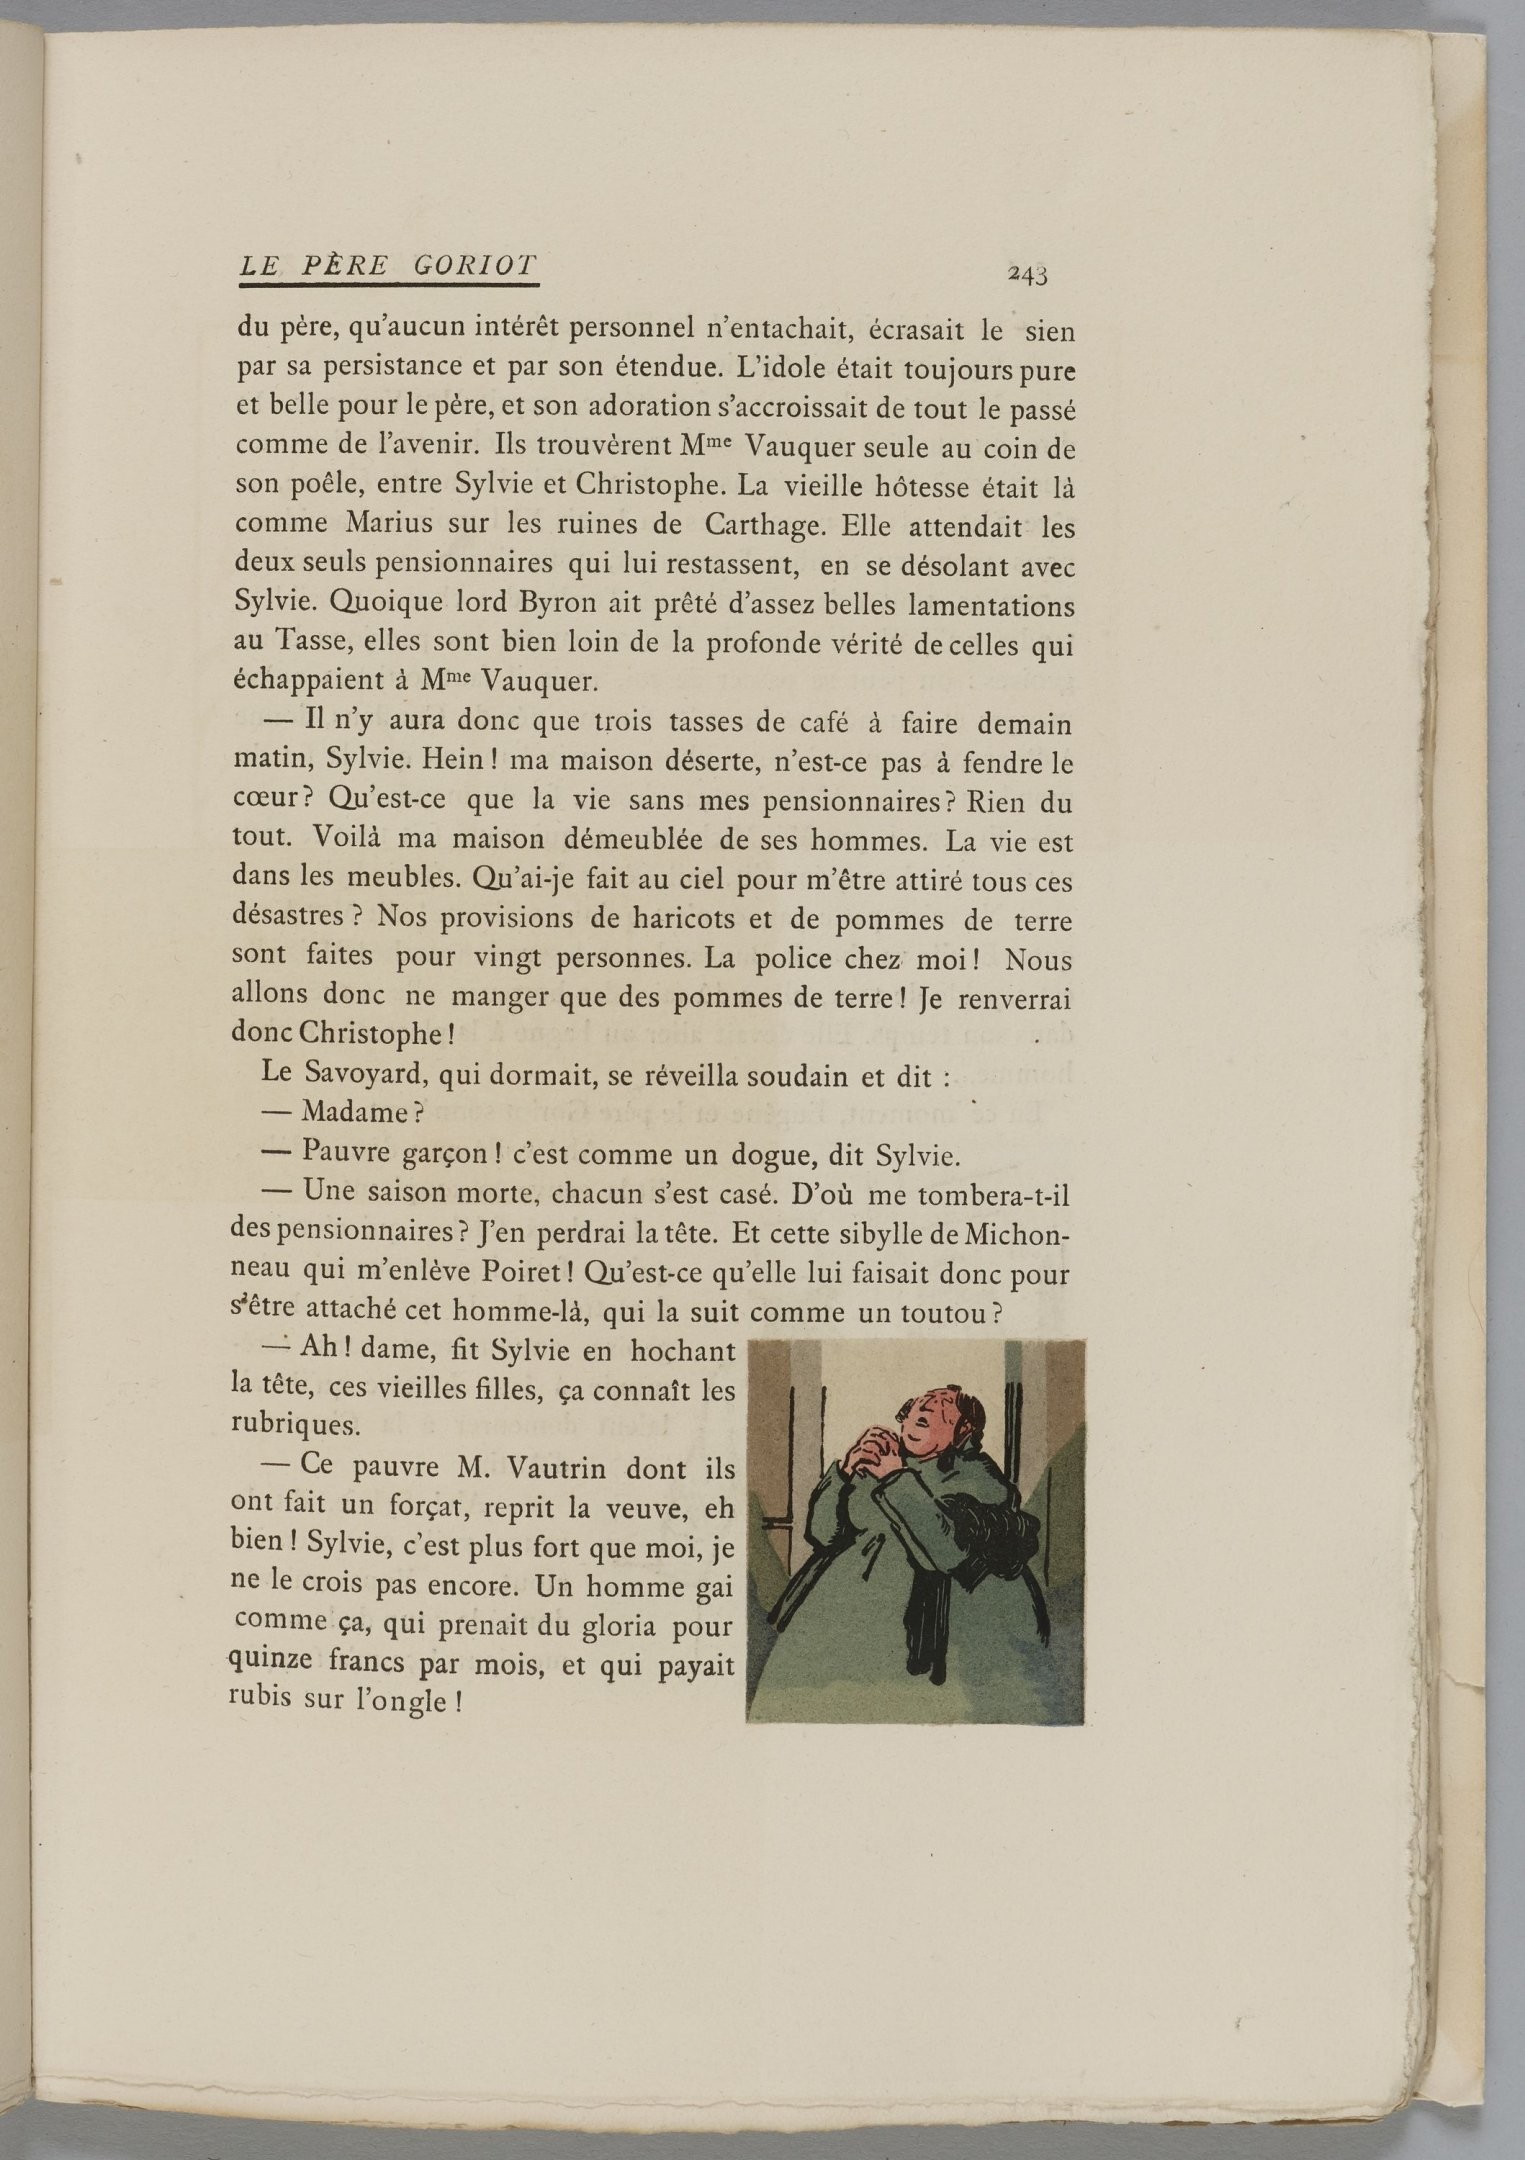 LE PÈRE GORIOT
243
du père, qu'aucun intérêt personnel n'entachait, écrasait le sien
par sa persistance et par son étendue. L'idole était toujours pure
et belle pour le père, et son adoration s'accroissait de tout le passé
comme de l'avenir. Ils trouvèrent Mme Vauquer seule au coin de
son poêle, entre Sylvie et Christophe. La vieille hôtesse était là
comme Marius sur les ruines de Carthage. Elle attendait les
deux seuls pensionnaires qui lui restassent, en se désolant avec
Sylvie. Quoique lord Byron ait prêté d'assez belles lamentations
au Tasse, elles sont bien loin de la profonde vérité de celles qui
échappaient à Mme Vauquer.
— Il n'y aura donc que trois tasses de café à faire demain
matin, Sylvie. Hein ! ma maison déserte, n'est-ce pas à fendre le
cœur ? Qu'est-ce que la vie sans mes pensionnaires ? Rien du
tout. Voilà ma maison démeublée de ses hommes. La vie est
dans les meubles. Qu'ai-je fait au ciel pour m'être attiré tous ces
désastres ? Nos provisions de haricots et de pommes de terre
sont faites pour vingt personnes. La police chez moi ! Nous
allons donc ne manger que des pommes de terre ! Je renverrai
donc Christophe !
Le Savoyard, qui dormait, se réveilla soudain et dit :
— Madame ?
— Pauvre garçon ! c'est comme un dogue, dit Sylvie.
— Une saison morte, chacun s'est casé. D'où me tombera-t-il
des pensionnaires ? J'en perdrai la tête. Et cette sibylle de Michon-
neau qui m'enlève Poiret ! Qu'est-ce qu'elle lui faisait donc pour
s'être attaché cet homme-là, qui la suit comme un toutou ?
— Ah ! dame, fit Sylvie en hochant
la tête, ces vieilles filles, ça connaît les
rubriques.
— Ce pauvre M. Vautrin dont ils
ont fait un forçat, reprit la veuve, eh
bien ! Sylvie, c'est plus fort que moi, je
ne le crois pas encore. Un homme gai
comme ça, qui prenait du gloria pour
quinze francs par mois, et qui payait
rubis sur l'ongle !